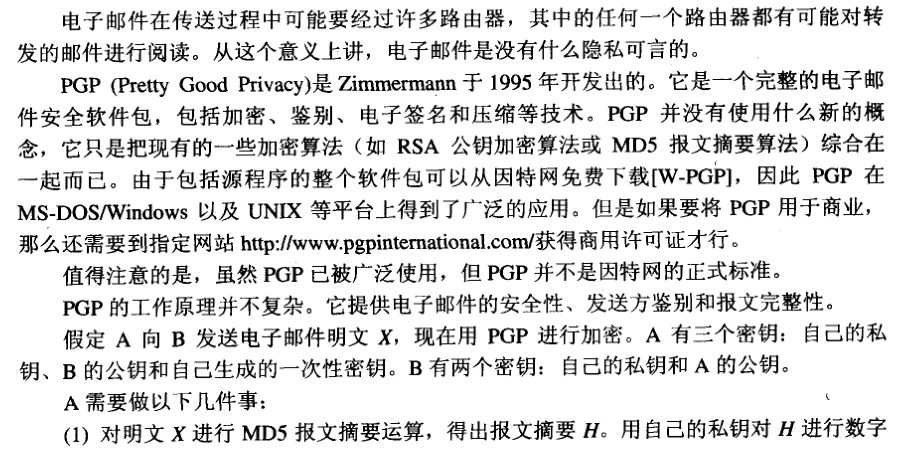 电子邮件在传送过程中可能要经过许多路由器，其中的任何一个路由器都有可能对转
发的邮件进行阅读。从这个意义上讲，电子邮件是没有什么隐私可言的。
PGP (Pretty Good Privacy)是 Zimmermann 于 1995 年开发出的。它是一个完整的电子邮
件安全软件包，包括加密、鉴别、电子签名和压缩等技术。PGP 并没有使用什么新的概
念，它只是把现有的一些加密算法（如 RSA 公钥加密算法或 MD5 报文摘要算法）综合在
一起而已。由于包括源程序的整个软件包可以从因特网免费下载[W-PGP]，因此 PGP 在
MS-DOS/Windows 以及 UNIX 等平台上得到了广泛的应用。但是如果要将 PGP 用于商业，
那么还需要到指定网站 http://www.pgpinternational.com/获得商用许可证才行。
值得注意的是，虽然 PGP 已被广泛使用，但 PGP 并不是因特网的正式标准。
PGP 的工作原理并不复杂。它提供电子邮件的安全性、发送方鉴别和报文完整性。
假定 A 向 B 发送电子邮件明文 X，现在用 PGP 进行加密。A 有三个密钥：自己的私
钥、B 的公钥和自己生成的一次性密钥。B 有两个密钥：自己的私钥和 A 的公钥。
A 需要做以下几件事：
(1) 对明文 X 进行 MD5 报文摘要运算，得出报文摘要 H。用自己的私钥对 H 进行数字